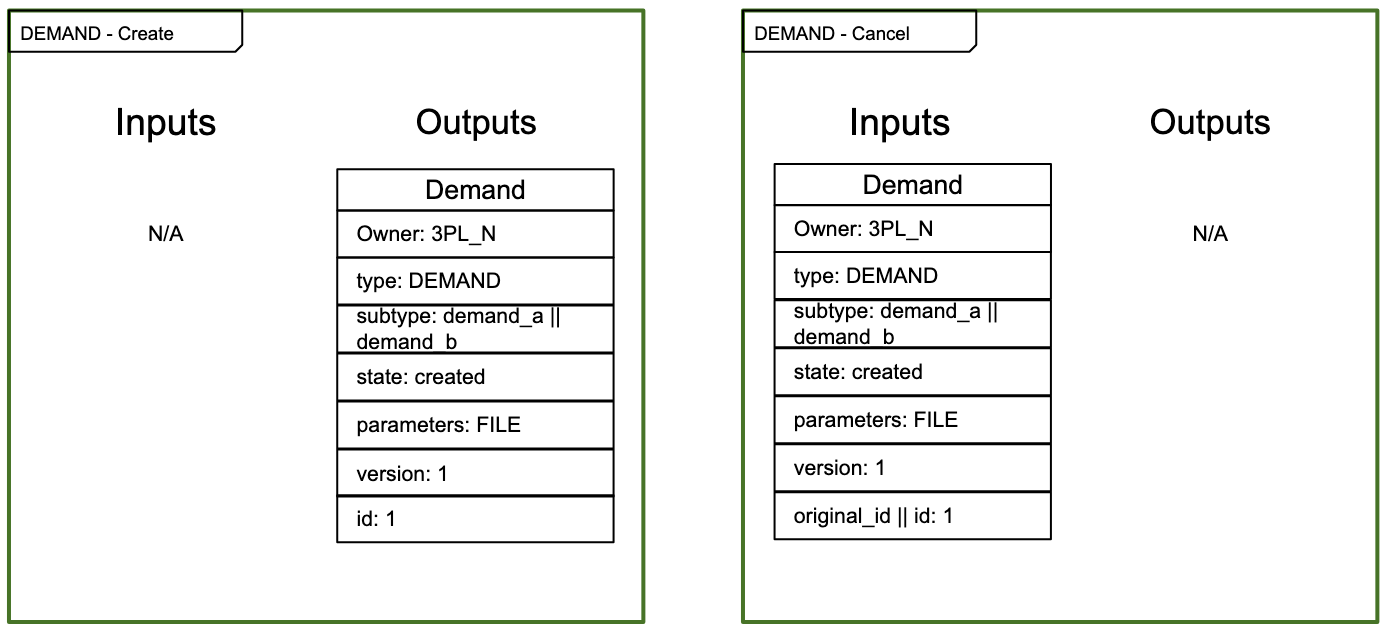 DEMAND - Create
Inputs
Outputs
N/A
Demand
Owner: 3PL_N
type: DEMAND
subtype: demand_a ||
demand_b
state: created
parameters: FILE
version: 1
id: 1
DEMAND - Cancel
Inputs
Outputs
Demand
Owner: 3PL_N
type: DEMAND
subtype: demand_a ||
demand_b
state: created
parameters: FILE
version: 1
original_id || id: 1
N/A